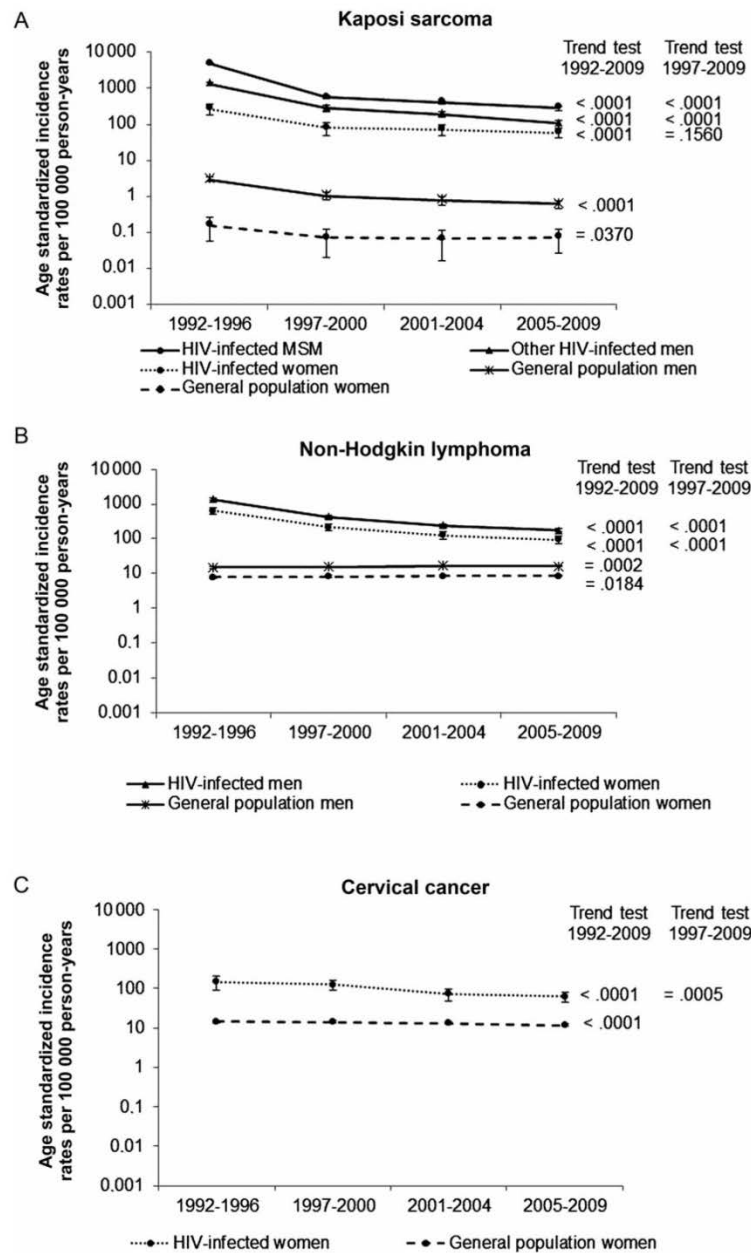 A
Kaposi sarcoma
Trend test Trend test
1992-2009 1997-2009
Age standardized incidence
rates per 100 000 person-years
10 000
1000
100
10
1
0.1
0.01
0.001
< .0001 < .0001
< .0001 < .0001
< .0001 = .1560
< .0001
= .0370
1992-1996 1997-2000 2001-2004 2005-2009
HIV-infected MSM Other HIV-infected men
HIV-infected women General population men
General population women
B
Non-Hodgkin lymphoma
Trend test Trend test
1992-2009 1997-2009
Age standardized incidence
rates per 100 000 person-years
10 000
1000
100
10
1
0.1
0.01
0.001
< .0001 < .0001
< .0001 < .0001
= .0002
= .0184
1992-1996 1997-2000 2001-2004 2005-2009
HIV-infected men HIV-infected women
General population men General population women
C
Cervical cancer
Trend test Trend test
1992-2009 1997-2009
Age standardized incidence
rates per 100 000 person-years
10 000
1000
100
10
1
0.1
0.01
0.001
< .0001 = .0005
< .0001
1992-1996 1997-2000 2001-2004 2005-2009
HIV-infected women General population women